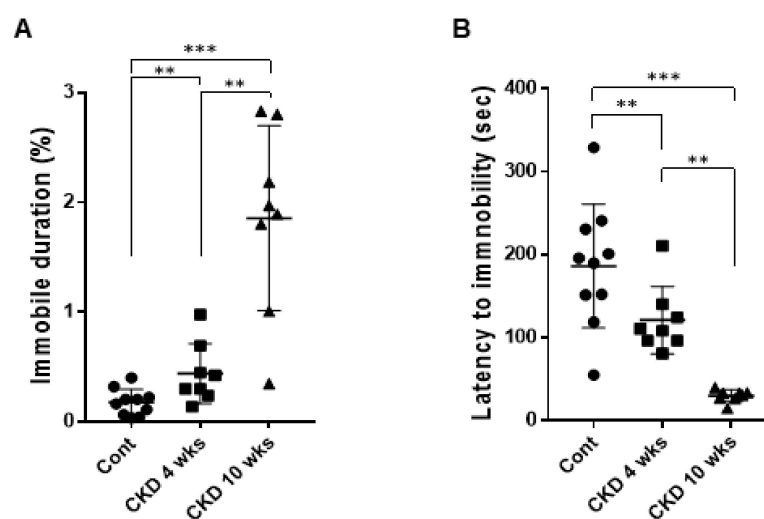 A
***
**
**
3
2
1
0
Immobile duration (%)
Cont
CKD 4 wks
CKD 10 wks
B
***
**
**
400
300
200
100
0
Latency to immnobility (sec)
Cont
CKD 4 wks
CKD 10 wks